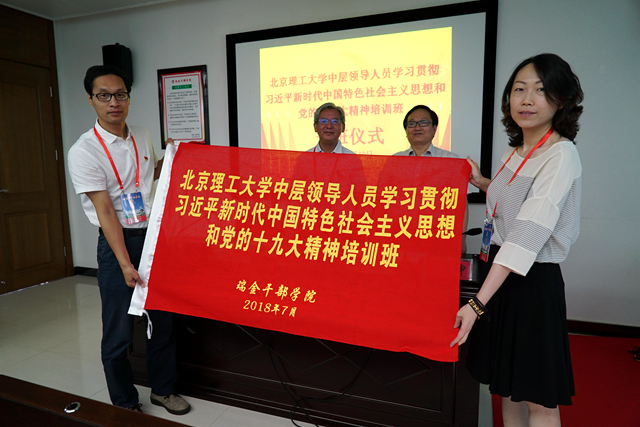 北京理工大学中层领导人员学习贯彻
习近平新时代中国特色社会主义思想和
党的 大精神培训班
班仪式
北京理工大学中层领导人员学习贯彻
习近平新时代中国特色社会主义思想
和党的十九大精神培训班
瑞金干部学院
2018年7月